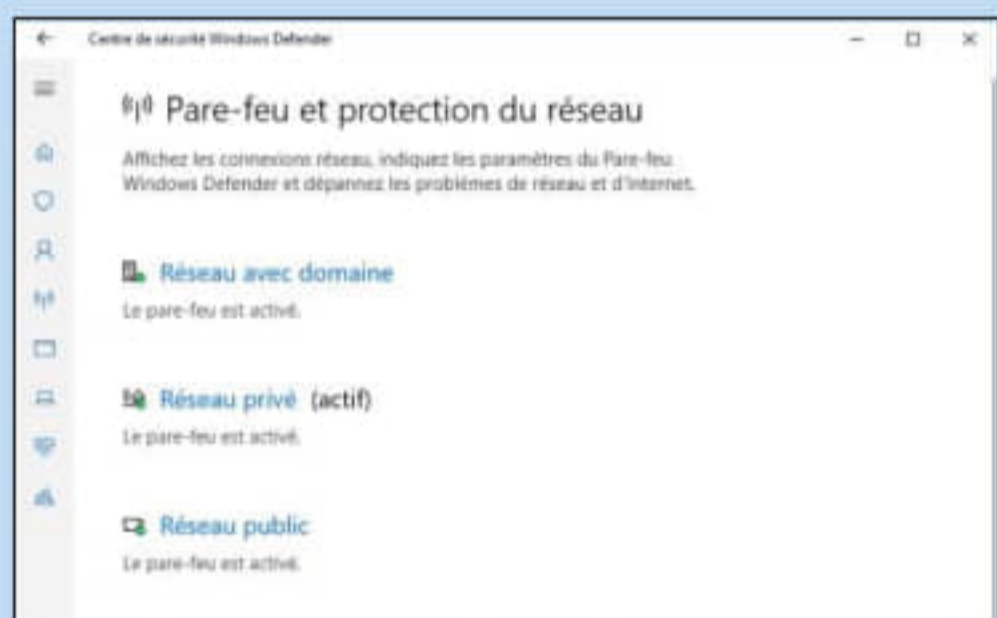 Centre de sécurité Windows Defender
Pare-feu et protection du réseau
Affichez les connexions réseau, indiquez les paramètres du Pare-feu
Windows Defender et dépannez les problèmes de réseau et d'Internet.
Réseau avec domaine
Le pare-feu est activé.
Réseau privé (actif)
Le pare-feu est activé.
Réseau public
Le pare-feu est activé.